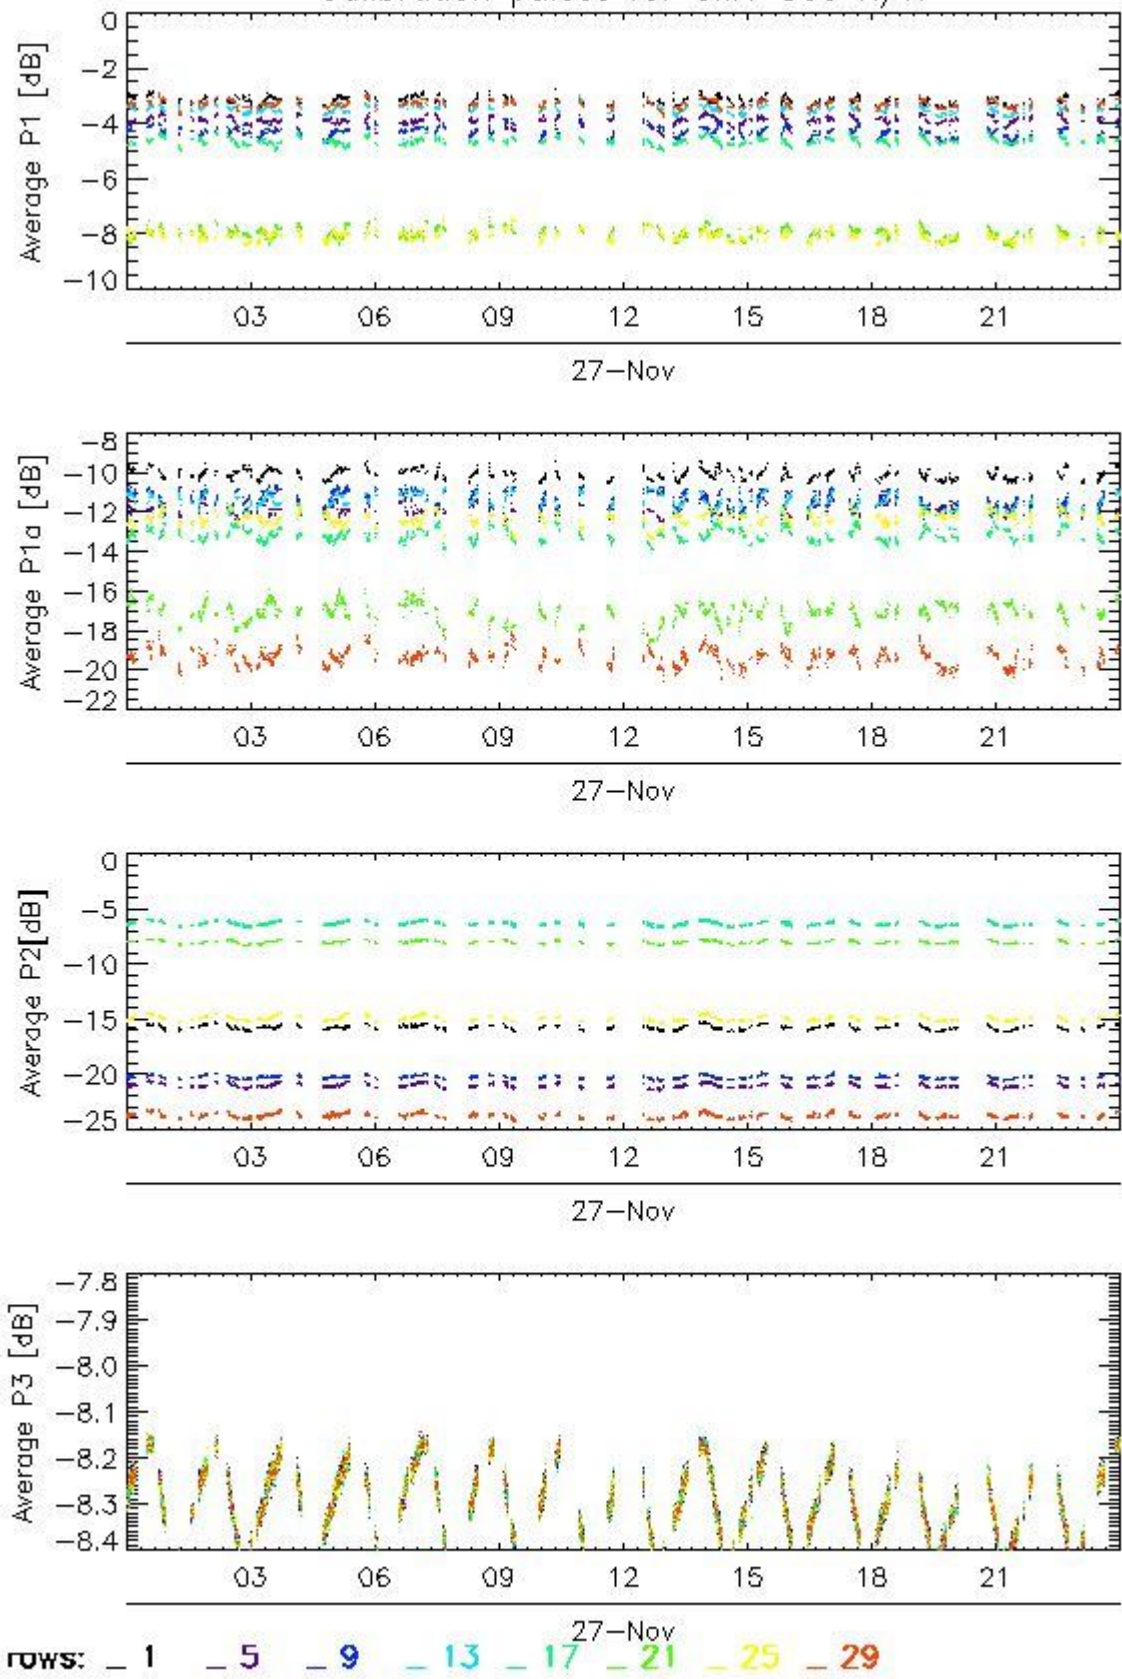 Average P1 [dB]
0
−2
−4
−6
−8
−10
03 06 09 12 15 18 21
27−Nov
Average P1a [dB]
−8
−10
−12
−14
−16
−18
−20
−22
03 06 09 12 15 18 21
27−Nov
Average P2[dB]
0
−5
−10
−15
−20
−25
03 06 09 12 15 18 21
27−Nov
Average P3 [dB]
−7.8
−7.9
−8.0
−8.1
−8.2
−8.3
−8.4
03 06 09 12 15 18 21
27−Nov
rows: _ 1 _ 5 _ 9 _ 13 _ 17 _ 21 _ 25 _ 29